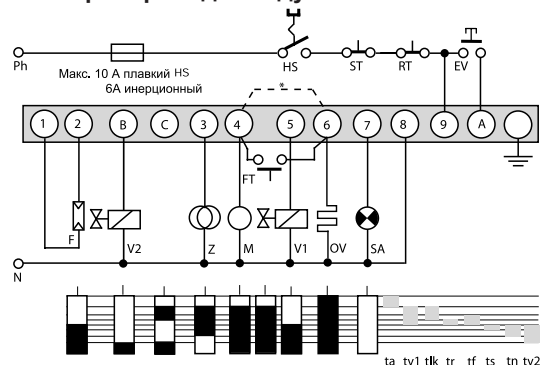 Ph
Макс. 10 А плавкий HS
6А инерционный
HS
ST
RT
EV
*
1 2 B C 3 4 5 6 7 8 9 A
FT
F
V2
Z
M
V1
OV
SA
N
ta tv1 tlk tr tf ts tn tv2